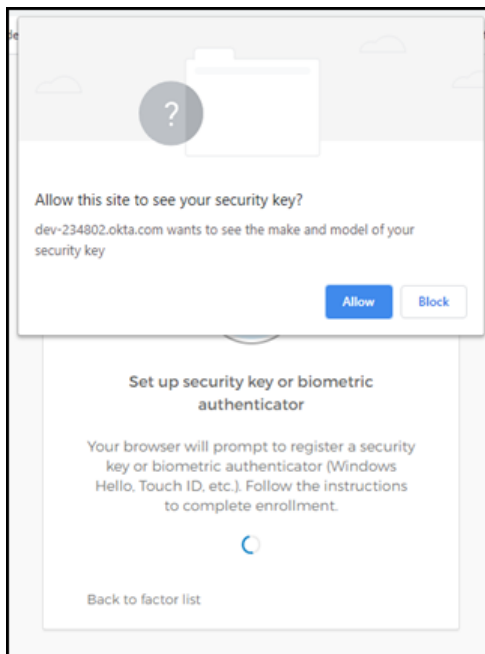 ?
Allow this site to see your security key?
dev-234802.okta.com wants to see the make and model of your
security key
Allow
Block
Set up security key or biometric
authenticator
Your browser will prompt to register a security
key or biometric authenticator (Windows
Hello, Touch ID, etc.). Follow the instructions
to complete enrollment.
Back to factor list